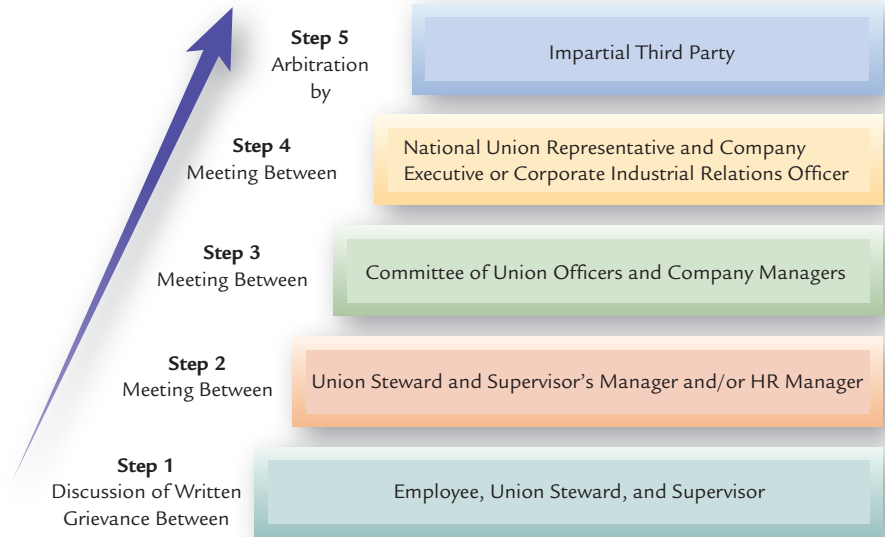 Step 5
Arbitration
by
Impartial Third Party
Step 4
Meeting Between
National Union Representative and Company
Executive or Corporate Industrial Relations Officer
Step 3
Meeting Between
Committee of Union Officers and Company Managers
Step 2
Meeting Between
Union Steward and Supervisor’s Manager and/or HR Manager
Step 1
Discussion of Written
Grievance Between
Employee, Union Steward, and Supervisor